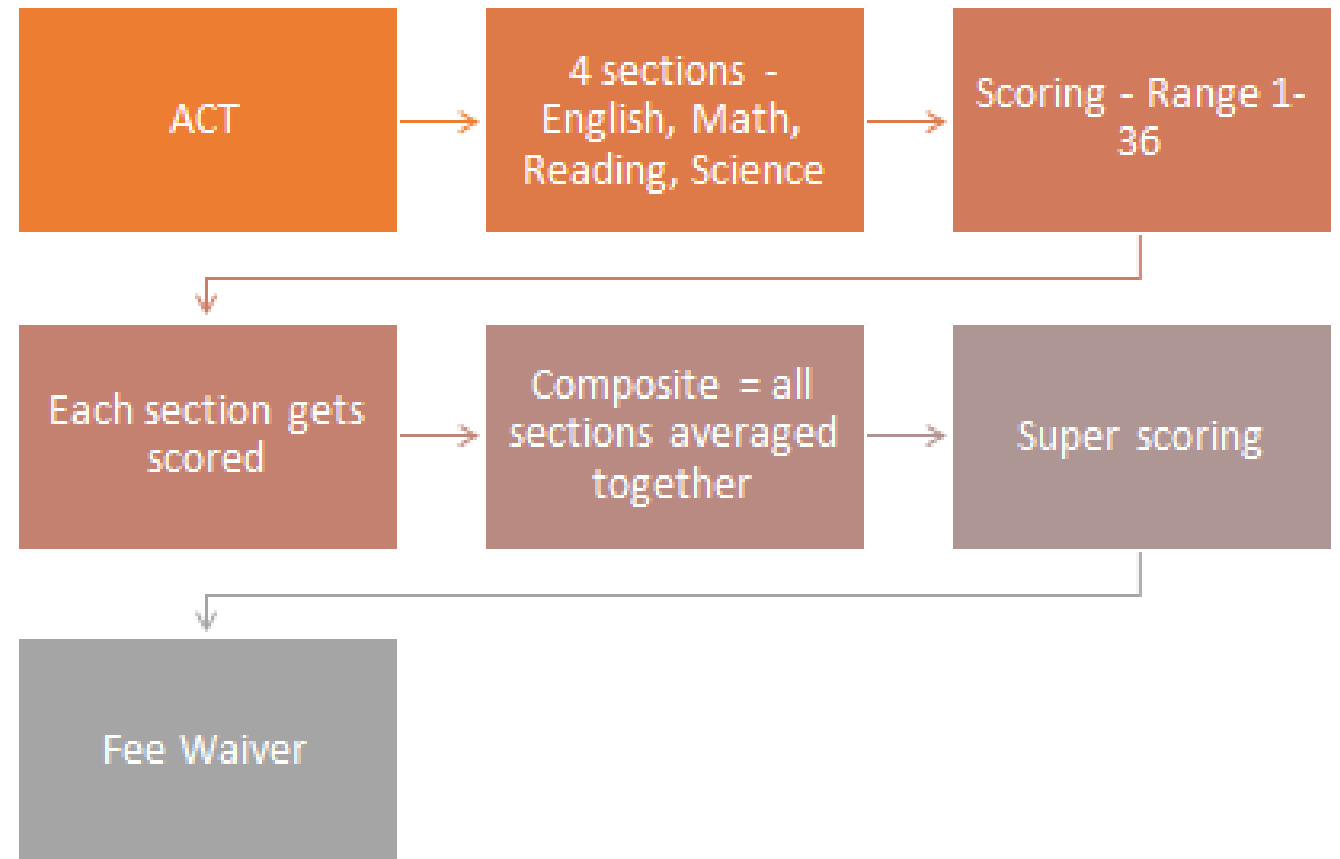 ACT
4 sections -
English, Math,
Reading, Science
Scoring - Range 1-
36
Each section gets
scored
Composite = all
sections averaged
together
Super scoring
Fee Waiver